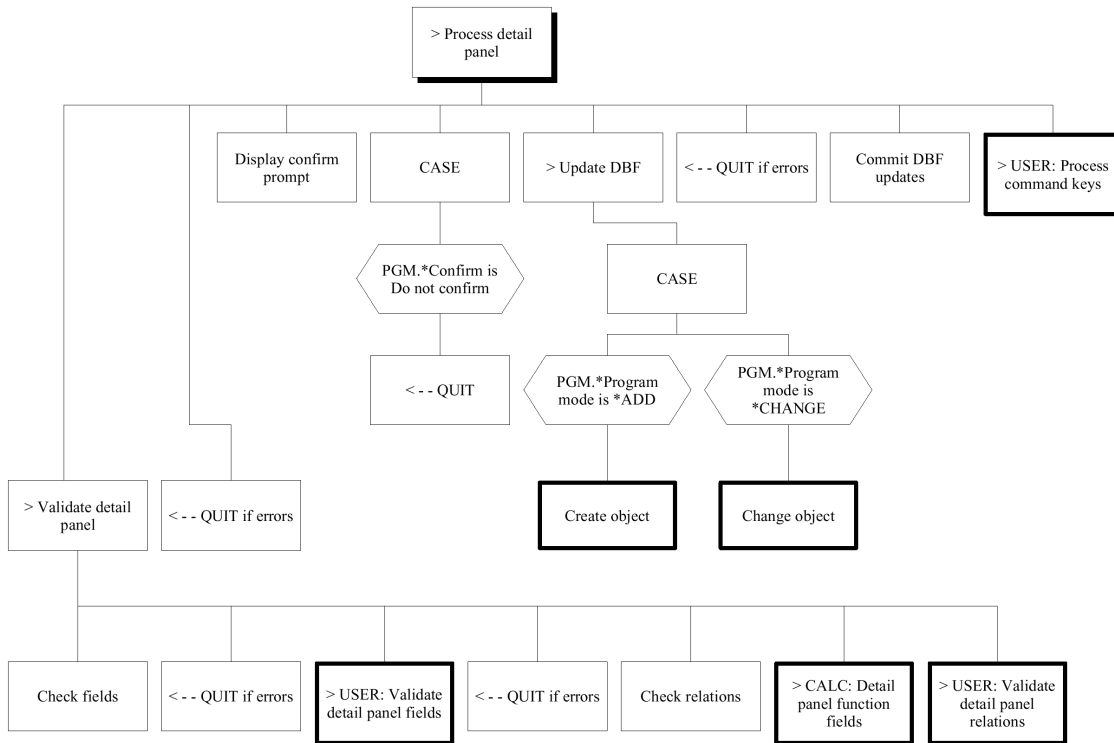 > Process detail
panel
Display confirm
prompt
CASE
> Update DBF
< - - QUIT if errors
Commit DBF
updates
> USER: Process
command keys
PGM.*Confirm is
Do not confirm
CASE
< - - QUIT
PGM.*Program
mode is *ADD
PGM.*Program
mode is
*CHANGE
> Validate detail
panel
< - - QUIT if errors
Create object
Change object
Check fields
< - - QUIT if errors
> USER: Validate
detail panel fields
< - - QUIT if errors
Check relations
> CALC: Detail
panel function
fields
> USER: Validate
detail panel
relations